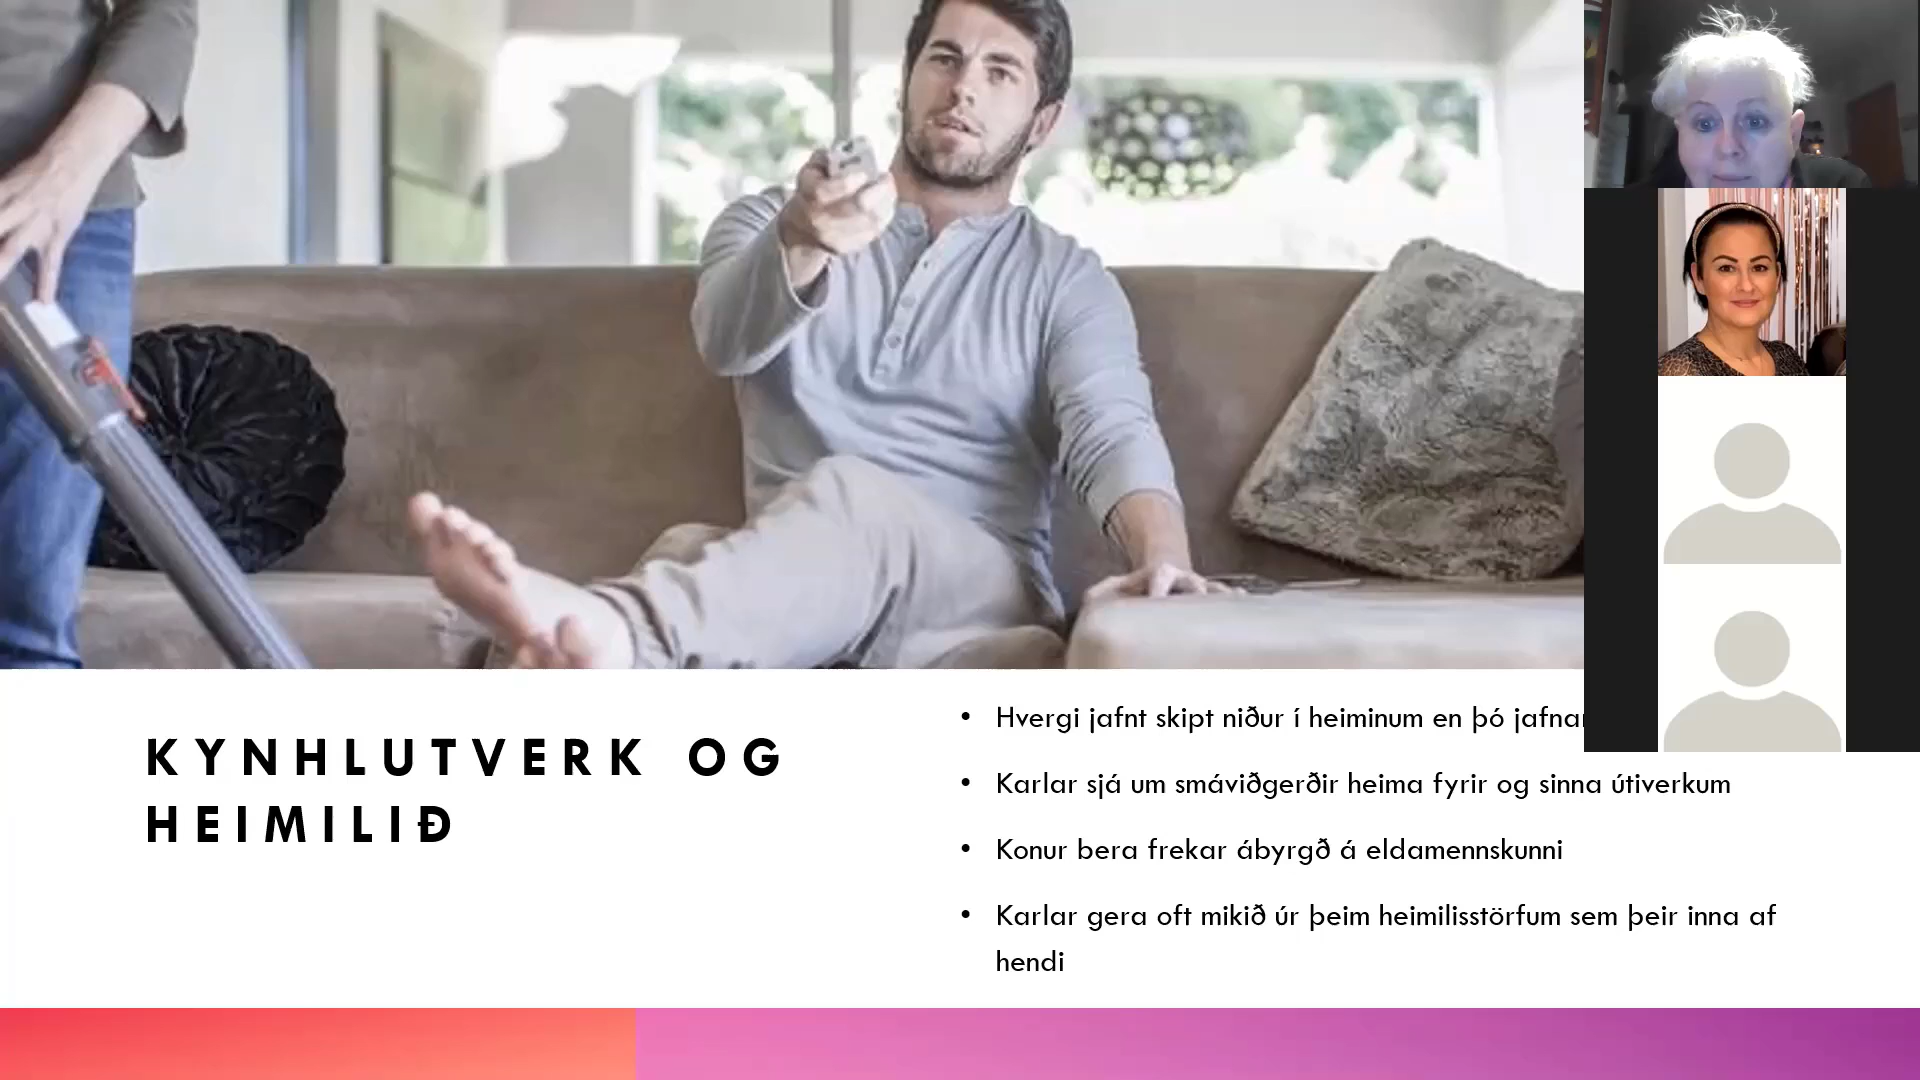 KYNHLUTVERK OG
HEIMILIÐ
• Hvergi jafnt skipt niður í heiminum en þó
• Karlar sjá um smáviðgerðir heima fyrir og sinna útiverkum
• Konur bera frekar ábyrgð á eldamennskunni
• Karlar gera oft mikið úr þeim heimilisstörfum sem þeir inna af
hendi